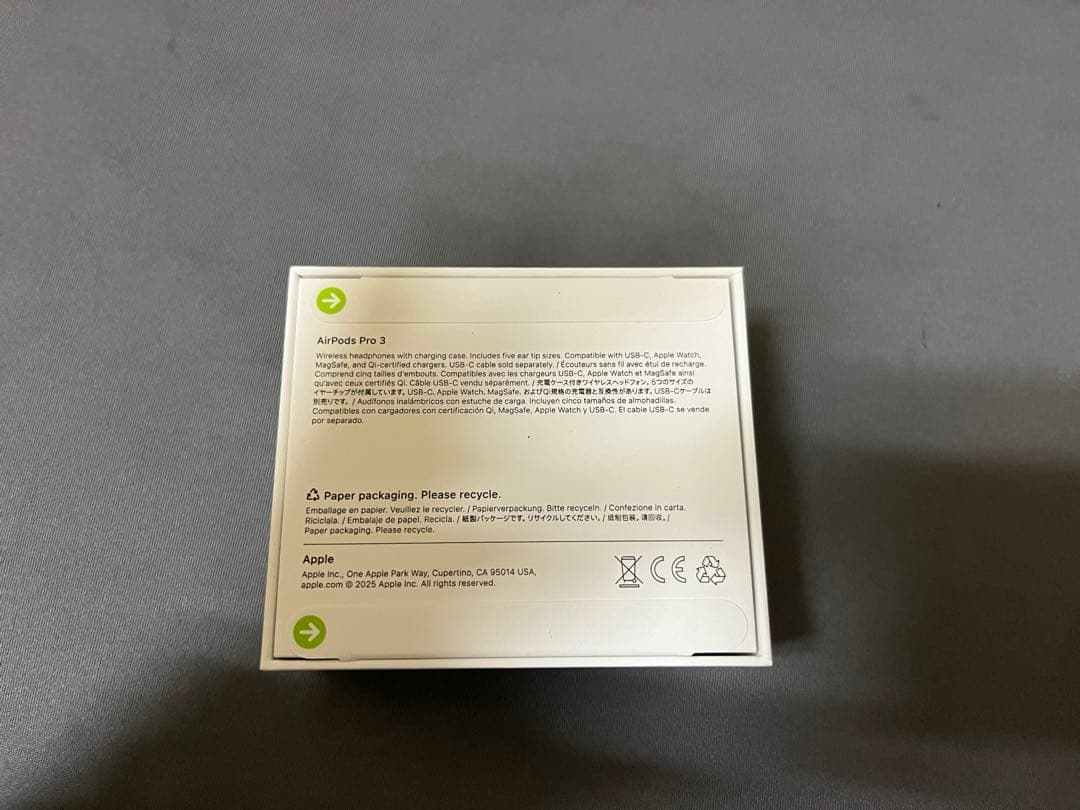 AirPods Pro 3
Wireless headphones with charging case. Includes five ear tip sizes. Compatible with USB-C, Apple Watch,
MagSafe, and Qi-certified chargers. USB-C cable sold separately. / Écouteurs sans fil avec étui de recharge.
Comprend cinq tailles d'embouts. Compatibles avec les chargeurs USB-C, Apple Watch et MagSafe ainsi
qu'avec ceux certifiés Qi. Câble USB-C vendu séparément. / 充電ケース付きワイヤレスヘッドフォン。5つのサイズの
イヤーチップが付属しています。USB-C、Apple Watch、MagSafe、およびQi規格の充電器と互換性があります。USB-Cケーブルは
別売りです。 / Audífonos inalámbricos con estuche de carga. Incluyen cinco tamaños de almohadillas.
Compatibles con cargadores con certificación Qi, MagSafe, Apple Watch y USB-C. El cable USB-C se vende
por separado.
Paper packaging. Please recycle.
Emballage en papier. Veuillez le recycler. / Papierverpackung. Bitte recyceln. / Confezione in carta.
Riciclala. / Embalaje de papel. Recicla. / 紙製パッケージです。リサイクルしてください。 / 纸制包装。请回收。 /
Paper packaging. Please recycle.
Apple
Apple Inc., One Apple Park Way, Cupertino, CA 95014 USA,
apple.com © 2025 Apple Inc. All rights reserved.
CE